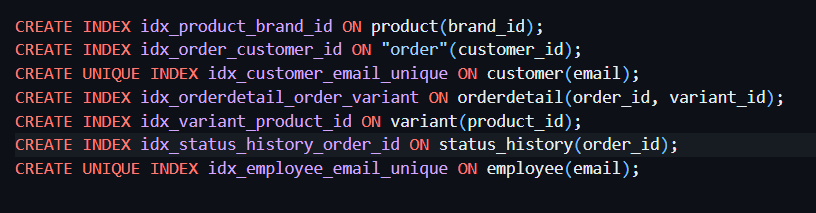 CREATE INDEX idx_product_brand_id ON product(brand_id);
CREATE INDEX idx_order_customer_id ON "order"(customer_id);
CREATE UNIQUE INDEX idx_customer_email_unique ON customer(email);
CREATE INDEX idx_orderdetail_order_variant ON orderdetail(order_id, variant_id);
CREATE INDEX idx_variant_product_id ON variant(product_id);
CREATE INDEX idx_status_history_order_id ON status_history(order_id);
CREATE UNIQUE INDEX idx_employee_email_unique ON employee(email);